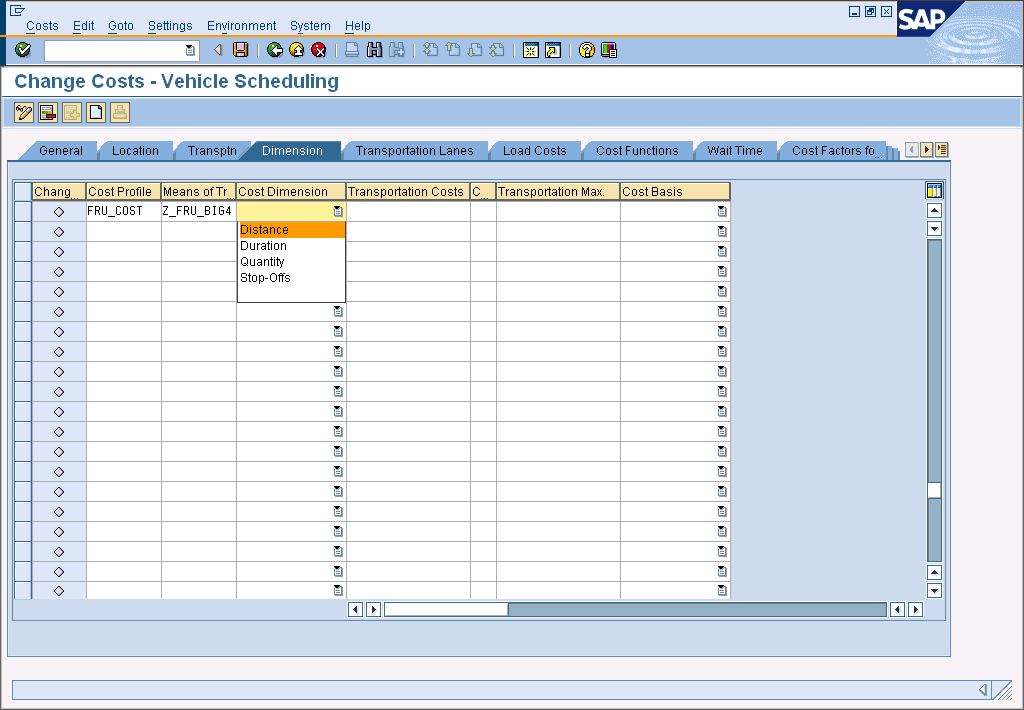 Costs Edit Goto Settings Environment System Help
SAP
Change Costs - Vehicle Scheduling
General Location Transptn Dimension Transportation Lanes Load Costs Cost Functions Wait Time Cost Factors fo...
Chang... Cost Profile Means of Tr... Cost Dimension Transportation Costs C... Transportation Max. Cost Basis
FRU_COST Z_FRU_BIG4
Distance
Duration
Quantity
Stop-Offs